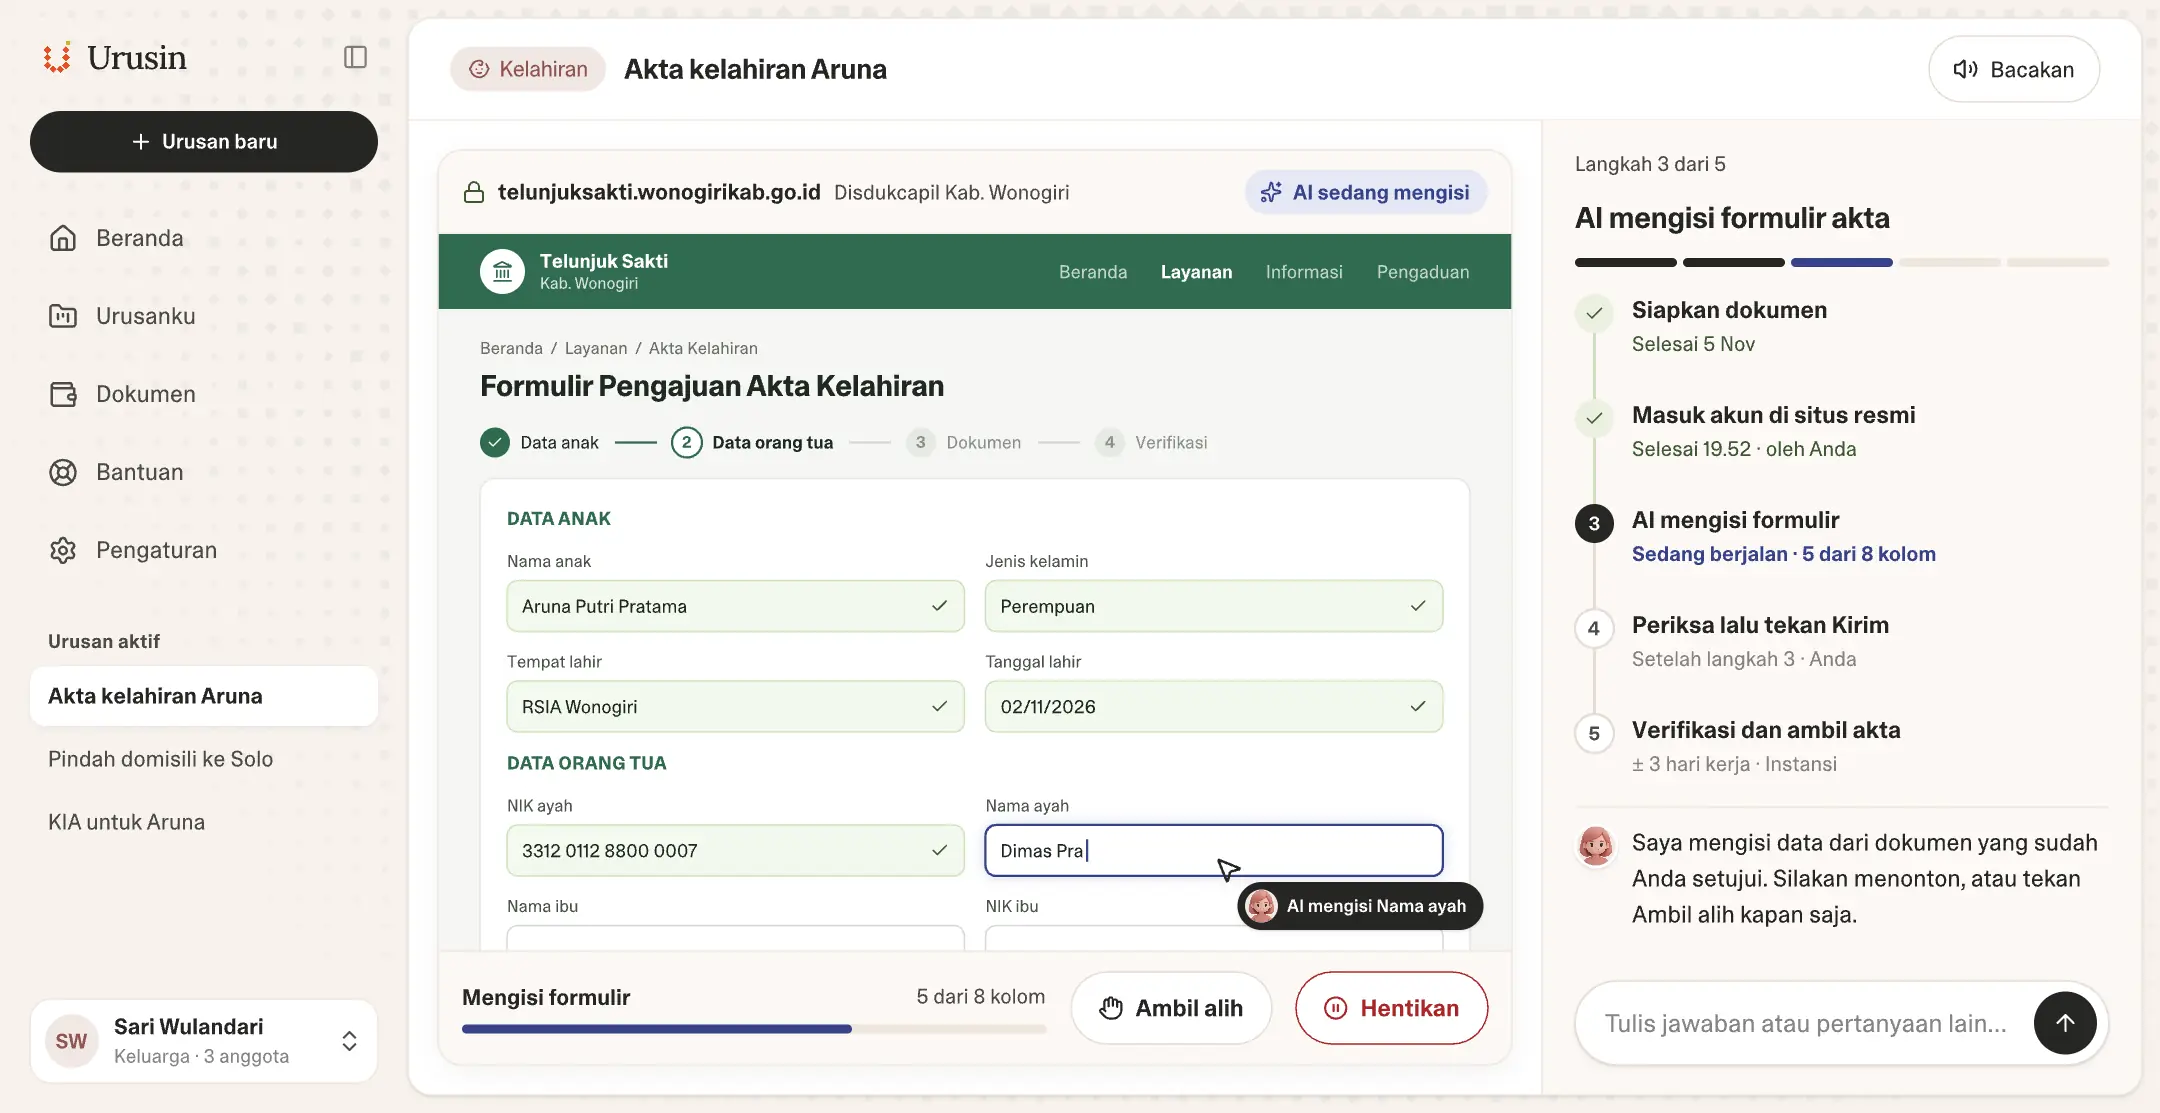 Urusin
Urusan baru
Beranda
Urusanku
Dokumen
Bantuan
Pengaturan
Urusan aktif
Akta kelahiran Aruna
Pindah domisili ke Solo
KIA untuk Aruna
SW
Sari Wulandari
Keluarga · 3 anggota
Kelahiran
Akta kelahiran Aruna
Bacakan
telunjuksakti.wonogirikab.go.id Disdukcapil Kab. Wonogiri
AI sedang mengisi
Telunjuk Sakti
Kab. Wonogiri
Beranda Layanan Informasi Pengaduan
Beranda / Layanan / Akta Kelahiran
Formulir Pengajuan Akta Kelahiran
Data anak 2 Data orang tua 3 Dokumen 4 Verifikasi
DATA ANAK
Nama anak
Aruna Putri Pratama
Jenis kelamin
Perempuan
Tempat lahir
RSIA Wonogiri
Tanggal lahir
02/11/2026
DATA ORANG TUA
NIK ayah
3312 0112 8800 0007
Nama ayah
Dimas Pra
AI mengisi Nama ayah
Nama ibu
NIK ibu
Mengisi formulir
5 dari 8 kolom
Ambil alih
Hentikan
Langkah 3 dari 5
AI mengisi formulir akta
Siapkan dokumen
Selesai 5 Nov
Masuk akun di situs resmi
Selesai 19.52 · oleh Anda
3 AI mengisi formulir
Sedang berjalan · 5 dari 8 kolom
4 Periksa lalu tekan Kirim
Setelah langkah 3 · Anda
5 Verifikasi dan ambil akta
± 3 hari kerja · Instansi
Saya mengisi data dari dokumen yang sudah
Anda setujui. Silakan menonton, atau tekan
Ambil alih kapan saja.
Tulis jawaban atau pertanyaan lain...